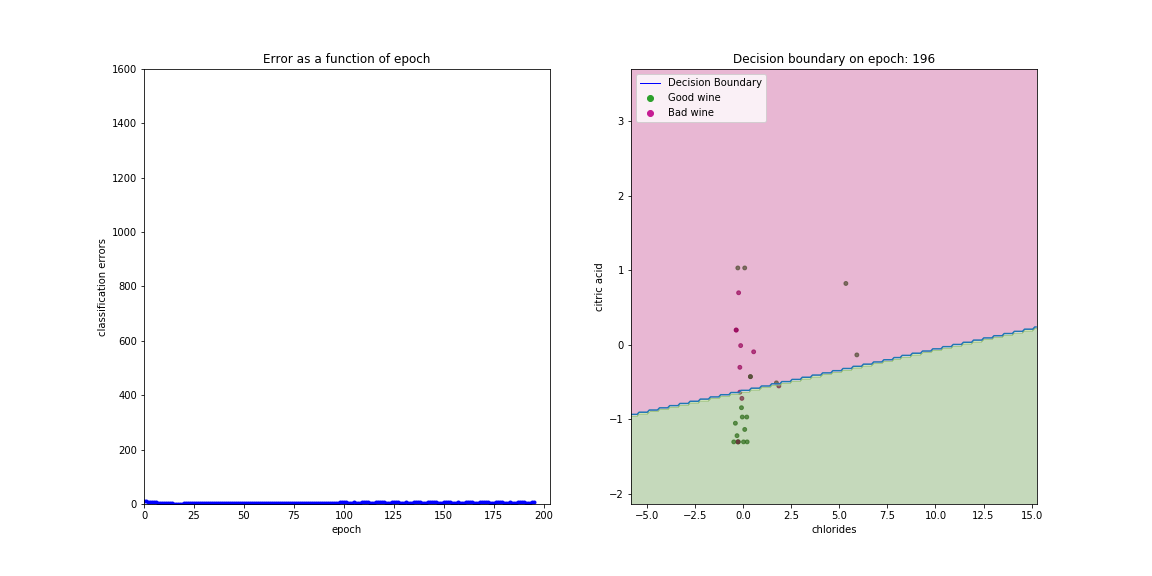 Error as a function of epoch
1600
1400
1200
1000
800
600
400
200
0
classification errors
0 25 50 75 100 125 150 175 200
epoch
Decision boundary on epoch: 196
Decision Boundary
Good wine
Bad wine
3
2
1
0
−1
−2
citric acid
−5.0 −2.5 0.0 2.5 5.0 7.5 10.0 12.5 15.0
chlorides